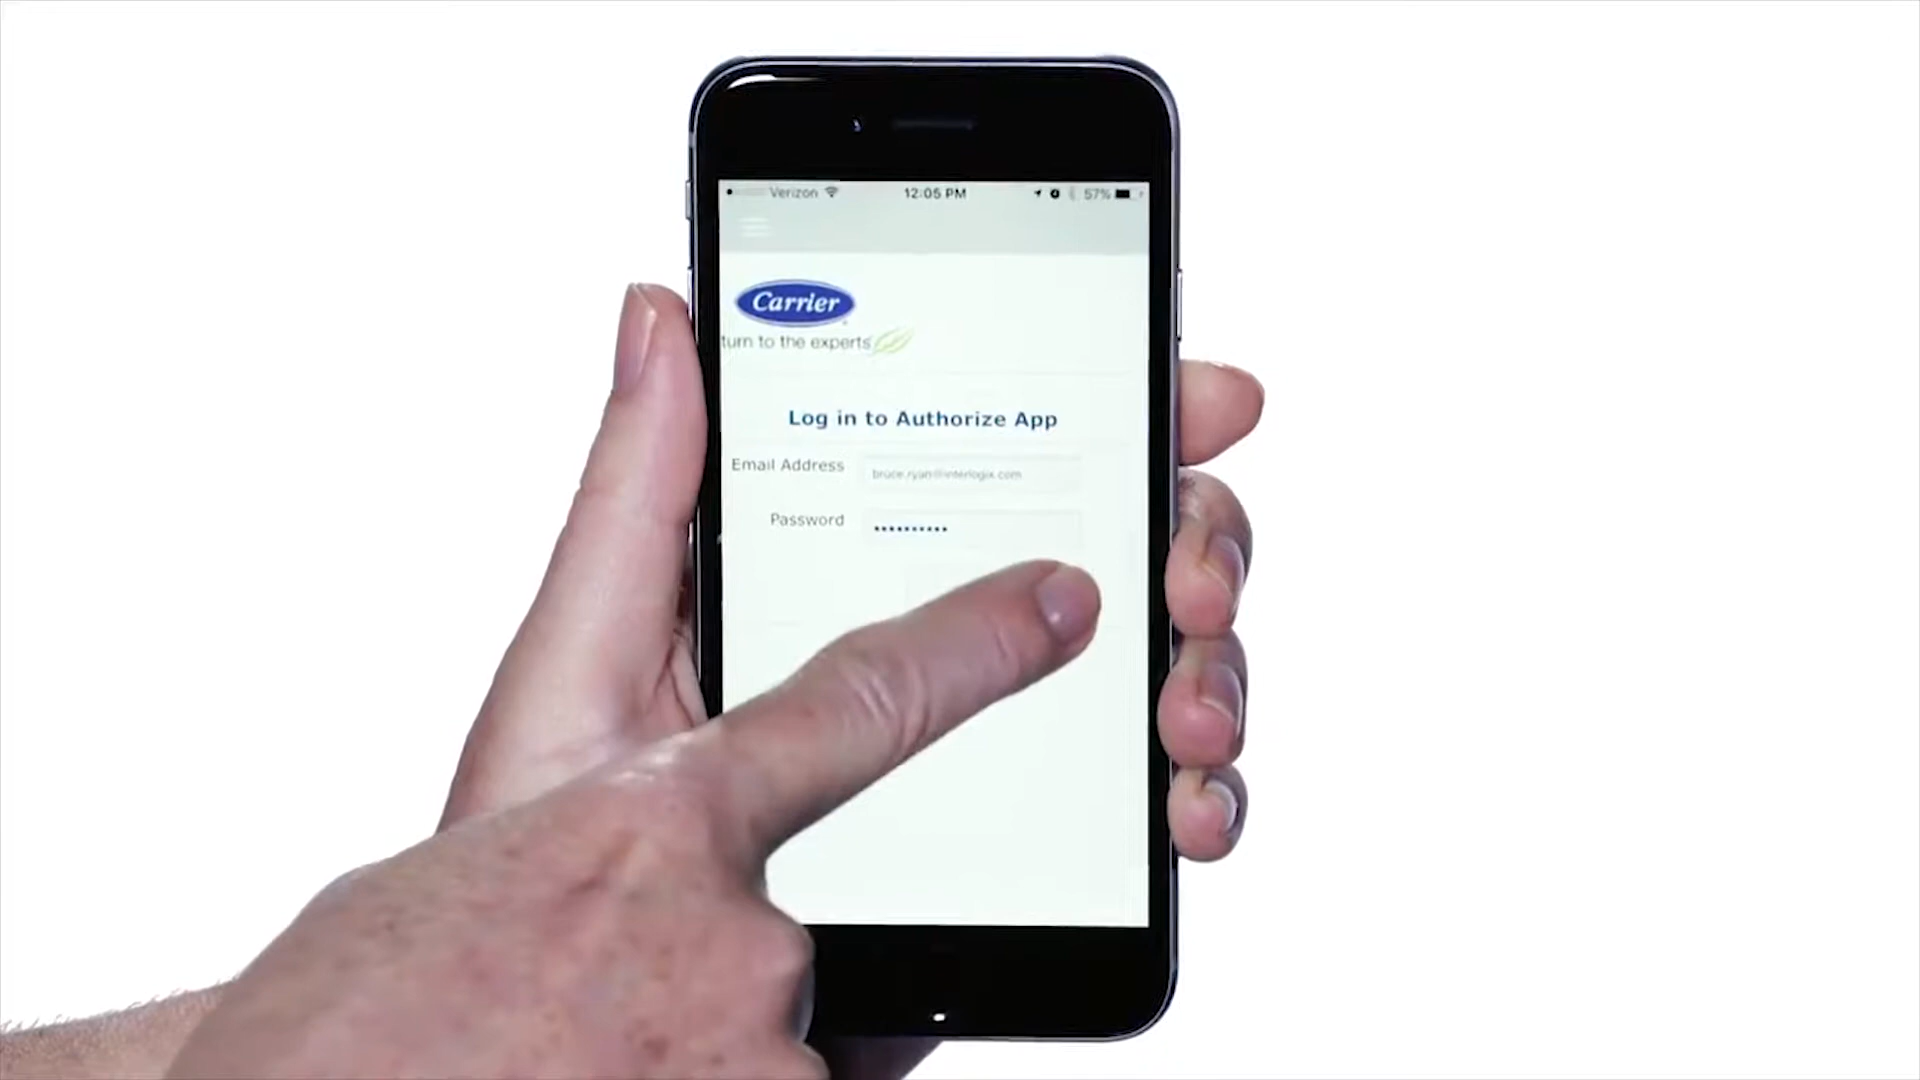 Verizon 12:05 PM 57%
Carrier
turn to the experts
Log in to Authorize App
Email Address bruce.ryan@interlogix.com
Password ••••••••••